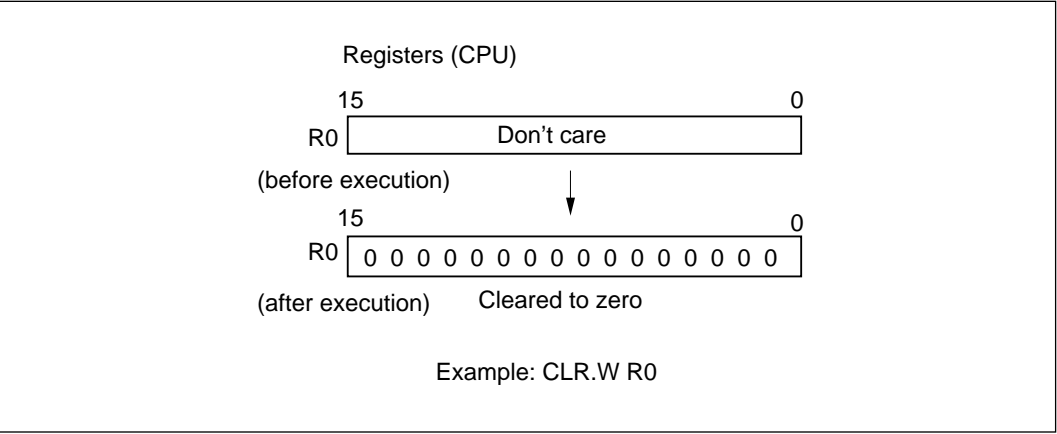 Registers (CPU)
15 0
R0 Don't care
(before execution)
15 0
R0 0 0 0 0 0 0 0 0 0 0 0 0 0 0 0 0
(after execution) Cleared to zero
Example: CLR.W R0